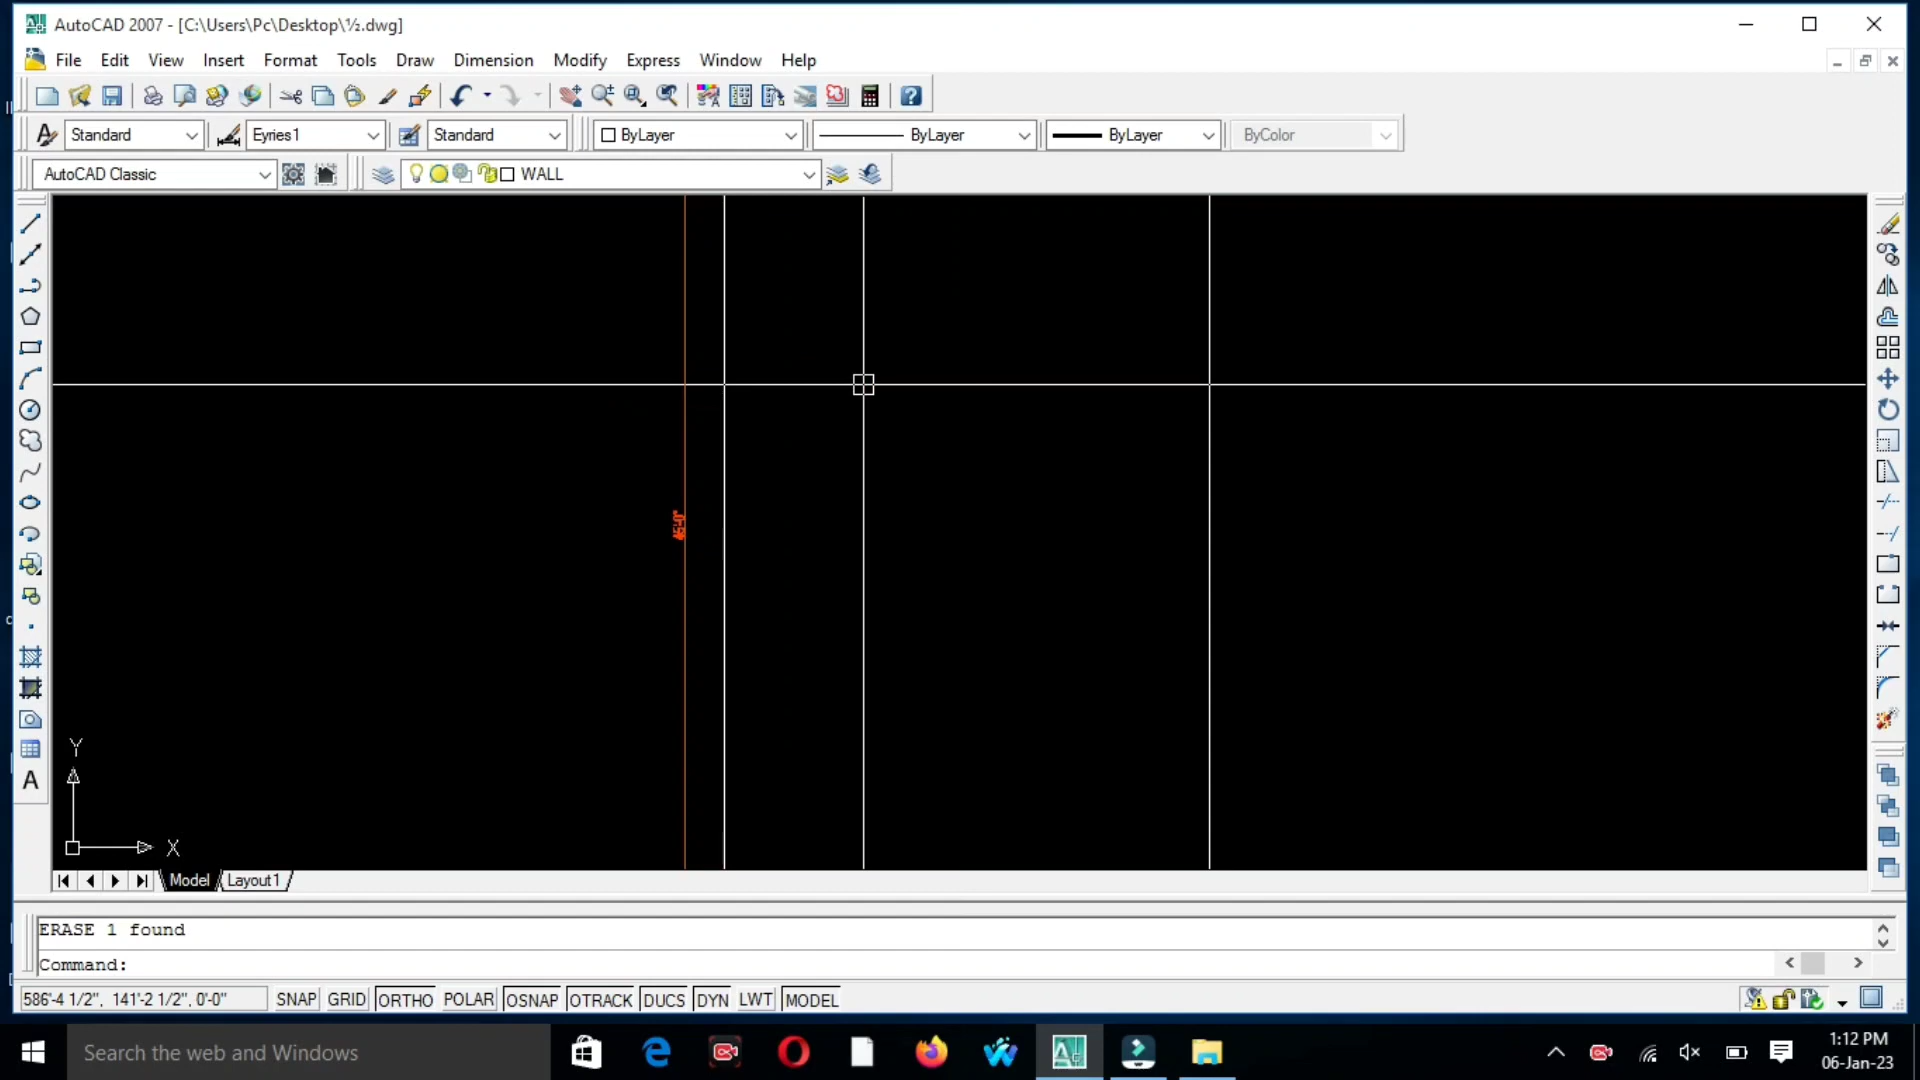 AutoCAD 2007 - [C:\Users\Pc\Desktop\½.dwg]
File Edit View Insert Format Tools Draw Dimension Modify Express Window Help
Standard Eyries1 Standard ByLayer ByLayer ByLayer ByColor
AutoCAD Classic WALL
45'-0"
Y
X
Model Layout1
ERASE 1 found
Command:
586'-4 1/2", 141'-2 1/2", 0'-0" SNAP GRID ORTHO POLAR OSNAP OTRACK DUCS DYN LWT MODEL
Search the web and Windows
1:12 PM
06-Jan-23